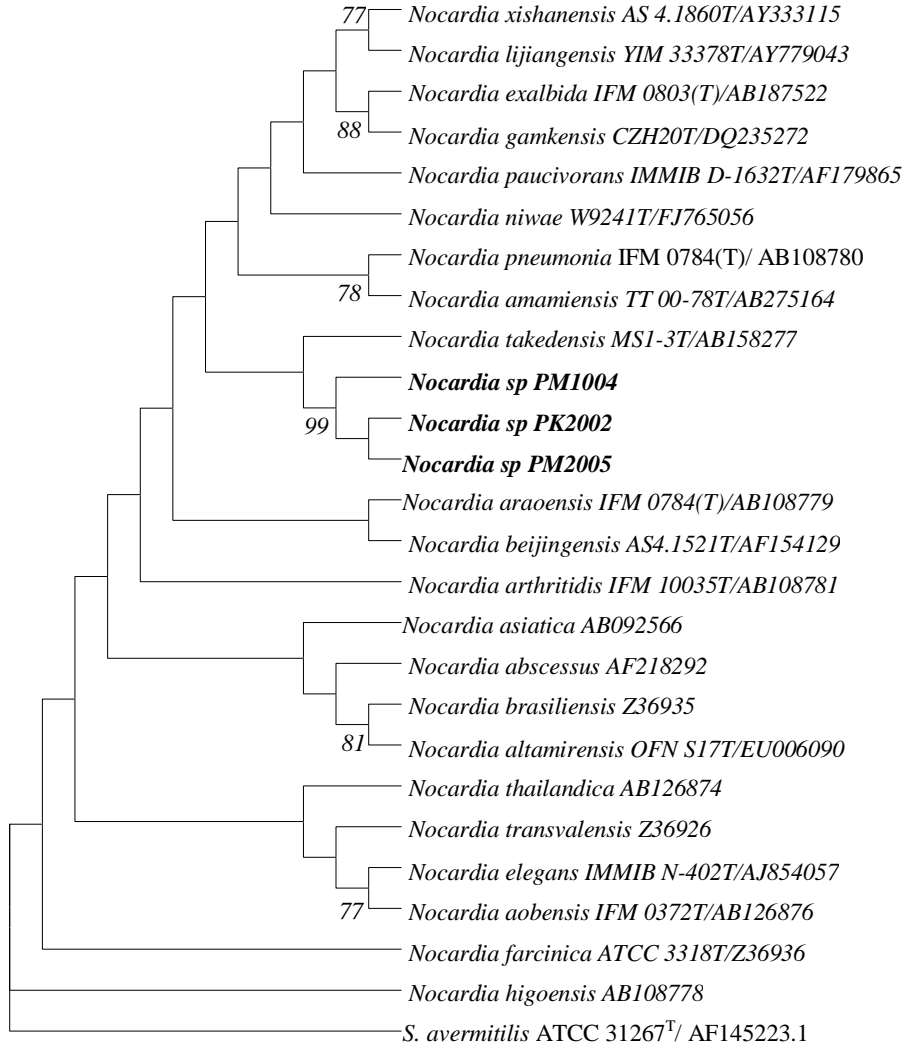 77
Nocardia xishanensis AS 4.1860T/AY333115
Nocardia lijiangensis YIM 33378T/AY779043
Nocardia exalbida IFM 0803(T)/AB187522
88
Nocardia gamkensis CZH20T/DQ235272
Nocardia paucivorans IMMIB D-1632T/AF179865
Nocardia niwae W9241T/FJ765056
Nocardia pneumonia IFM 0784(T)/ AB108780
78
Nocardia amamiensis TT 00-78T/AB275164
Nocardia takedensis MS1-3T/AB158277
Nocardia sp PM1004
99
Nocardia sp PK2002
Nocardia sp PM2005
Nocardia araoensis IFM 0784(T)/AB108779
Nocardia beijingensis AS4.1521T/AF154129
Nocardia arthritidis IFM 10035T/AB108781
Nocardia asiatica AB092566
Nocardia abscessus AF218292
Nocardia brasiliensis Z36935
81
Nocardia altamirensis OFN S17T/EU006090
Nocardia thailandica AB126874
Nocardia transvalensis Z36926
Nocardia elegans IMMIB N-402T/AJ854057
77
Nocardia aobensis IFM 0372T/AB126876
Nocardia farcinica ATCC 3318T/Z36936
Nocardia higoensis AB108778
S. avermitilis ATCC 31267ᵀ/ AF145223.1